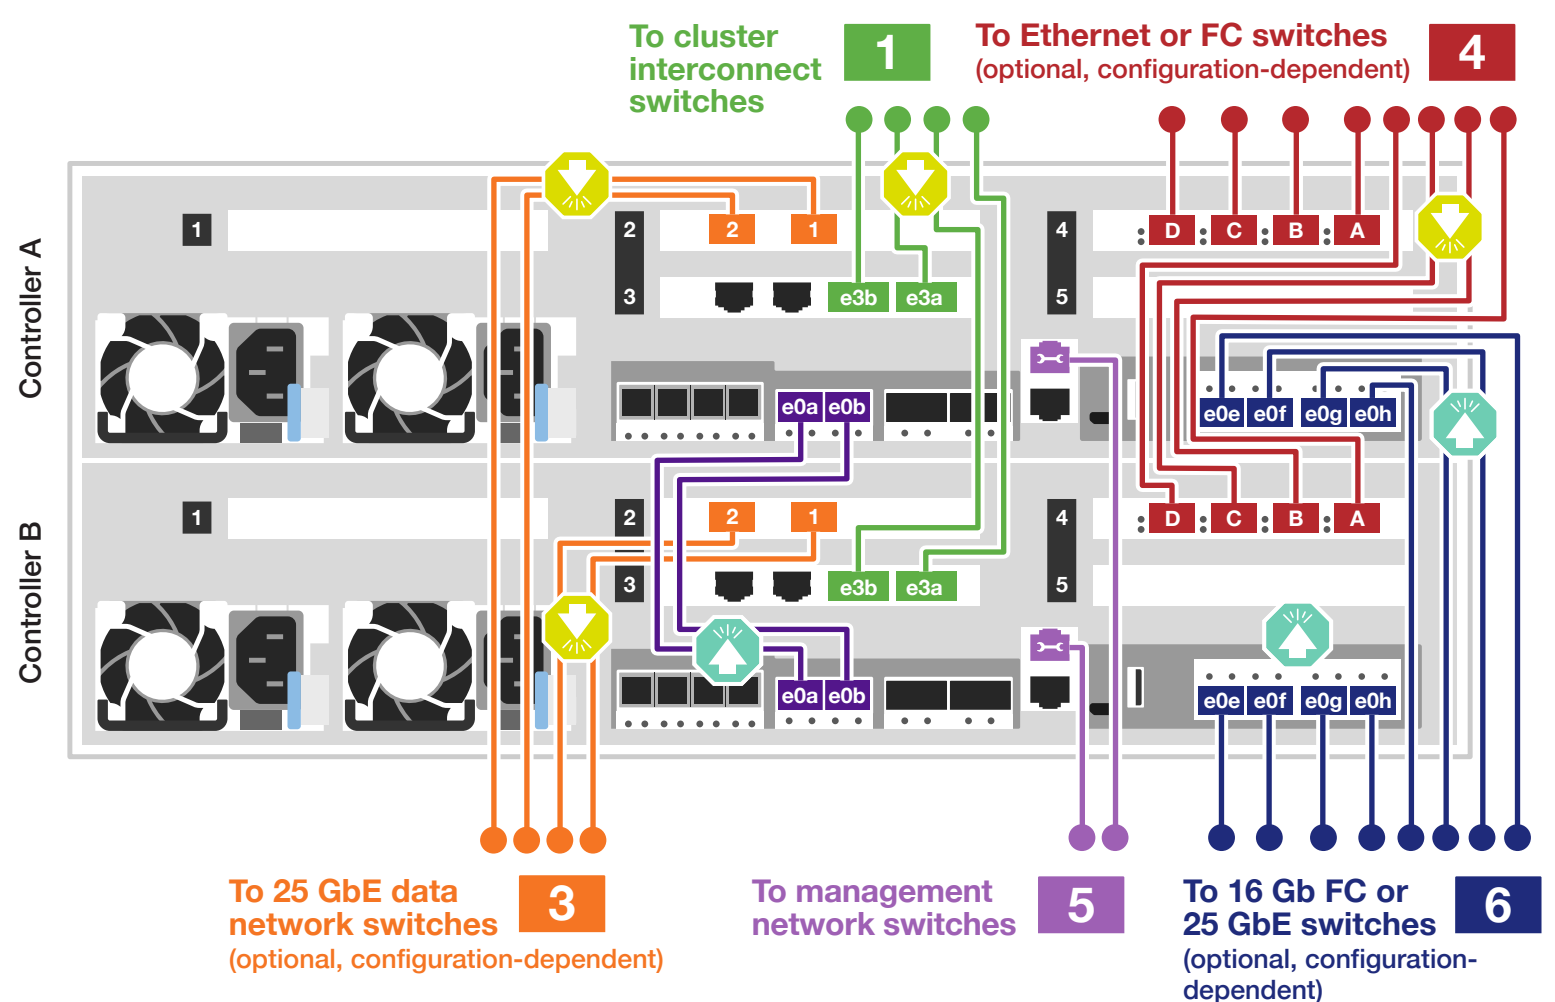 To cluster
interconnect
switches
1
To Ethernet or FC switches
(optional, configuration-dependent)
4
Controller A
1
2
2
1
4
D
C
B
A
3
e3b
e3a
5
e0a
e0b
e0e
e0f
e0g
e0h
Controller B
1
2
2
1
4
D
C
B
A
3
e3b
e3a
5
e0a
e0b
e0e
e0f
e0g
e0h
To 25 GbE data
network switches
(optional, configuration-dependent)
3
To management
network switches
5
To 16 Gb FC or
25 GbE switches
(optional, configuration-
dependent)
6